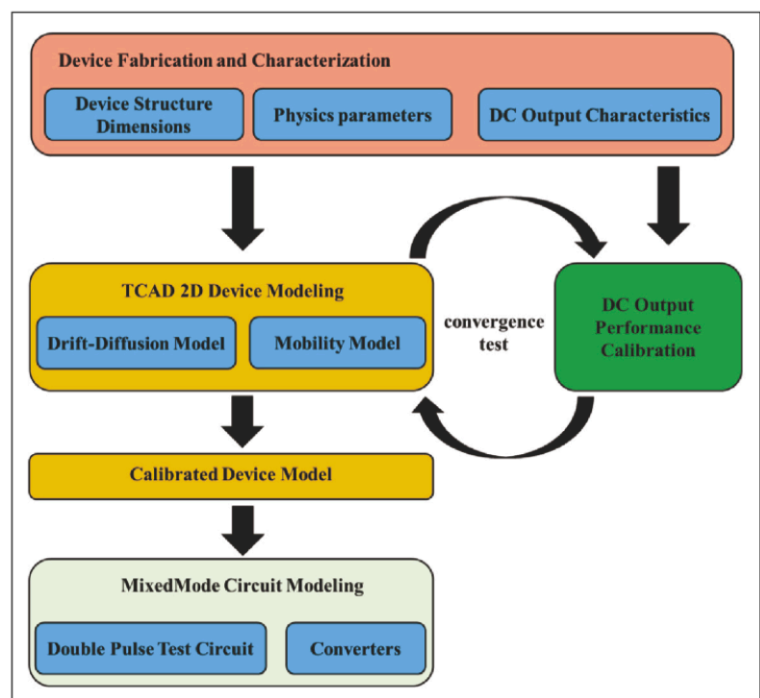 Device Fabrication and Characterization
Device Structure
Dimensions
Physics parameters
DC Output Characteristics
TCAD 2D Device Modeling
Drift-Diffusion Model
Mobility Model
convergence
test
DC Output
Performance
Calibration
Calibrated Device Model
MixedMode Circuit Modeling
Double Pulse Test Circuit
Converters